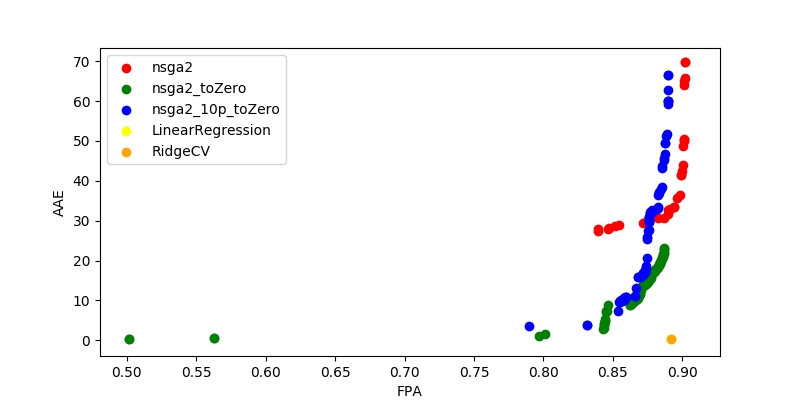 nsga2
nsga2_toZero
nsga2_10p_toZero
LinearRegression
RidgeCV
AAE
70
60
50
40
30
20
10
0
0.50 0.55 0.60 0.65 0.70 0.75 0.80 0.85 0.90
FPA